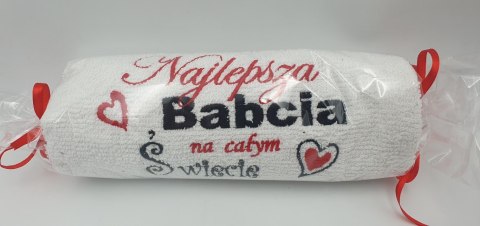 Najlepsza
Babcia
na całym
Świecie